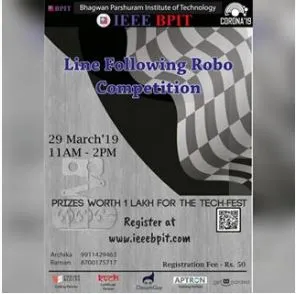 BPIT
Bhagwan Parshuram Institute of Technology
IEEE BPIT
CORONA'19
Line Following Robo
Competition
29 March'19
11AM - 2PM
PRIZES WORTH 1 LAKH FOR THE TECH-FEST
Register at
www.ieeebpit.com
Archika 9911429463
Raman 8700175717
Registration Fee - Rs. 50
KVCH
APTRON